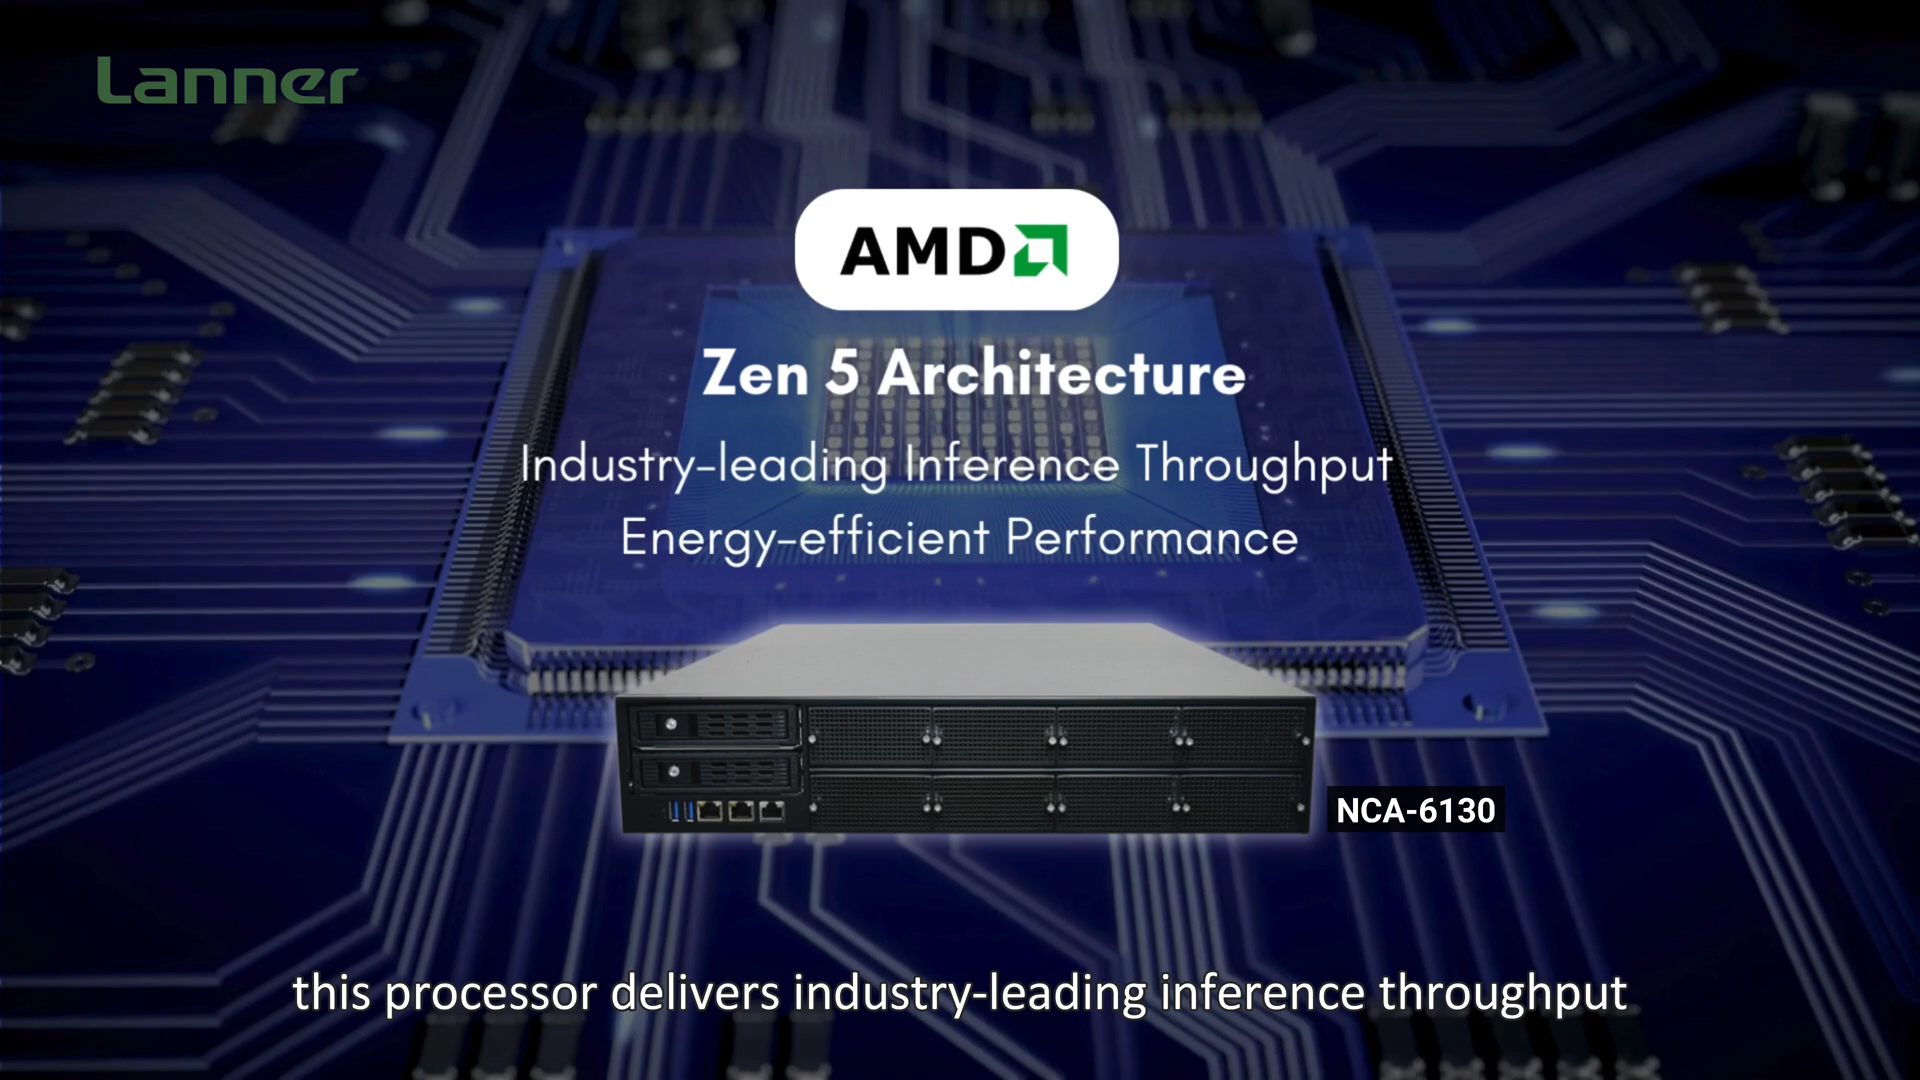 Lanner
AMD
Zen 5 Architecture
Industry-leading Inference Throughput
Energy-efficient Performance
NCA-6130
this processor delivers industry-leading inference throughput